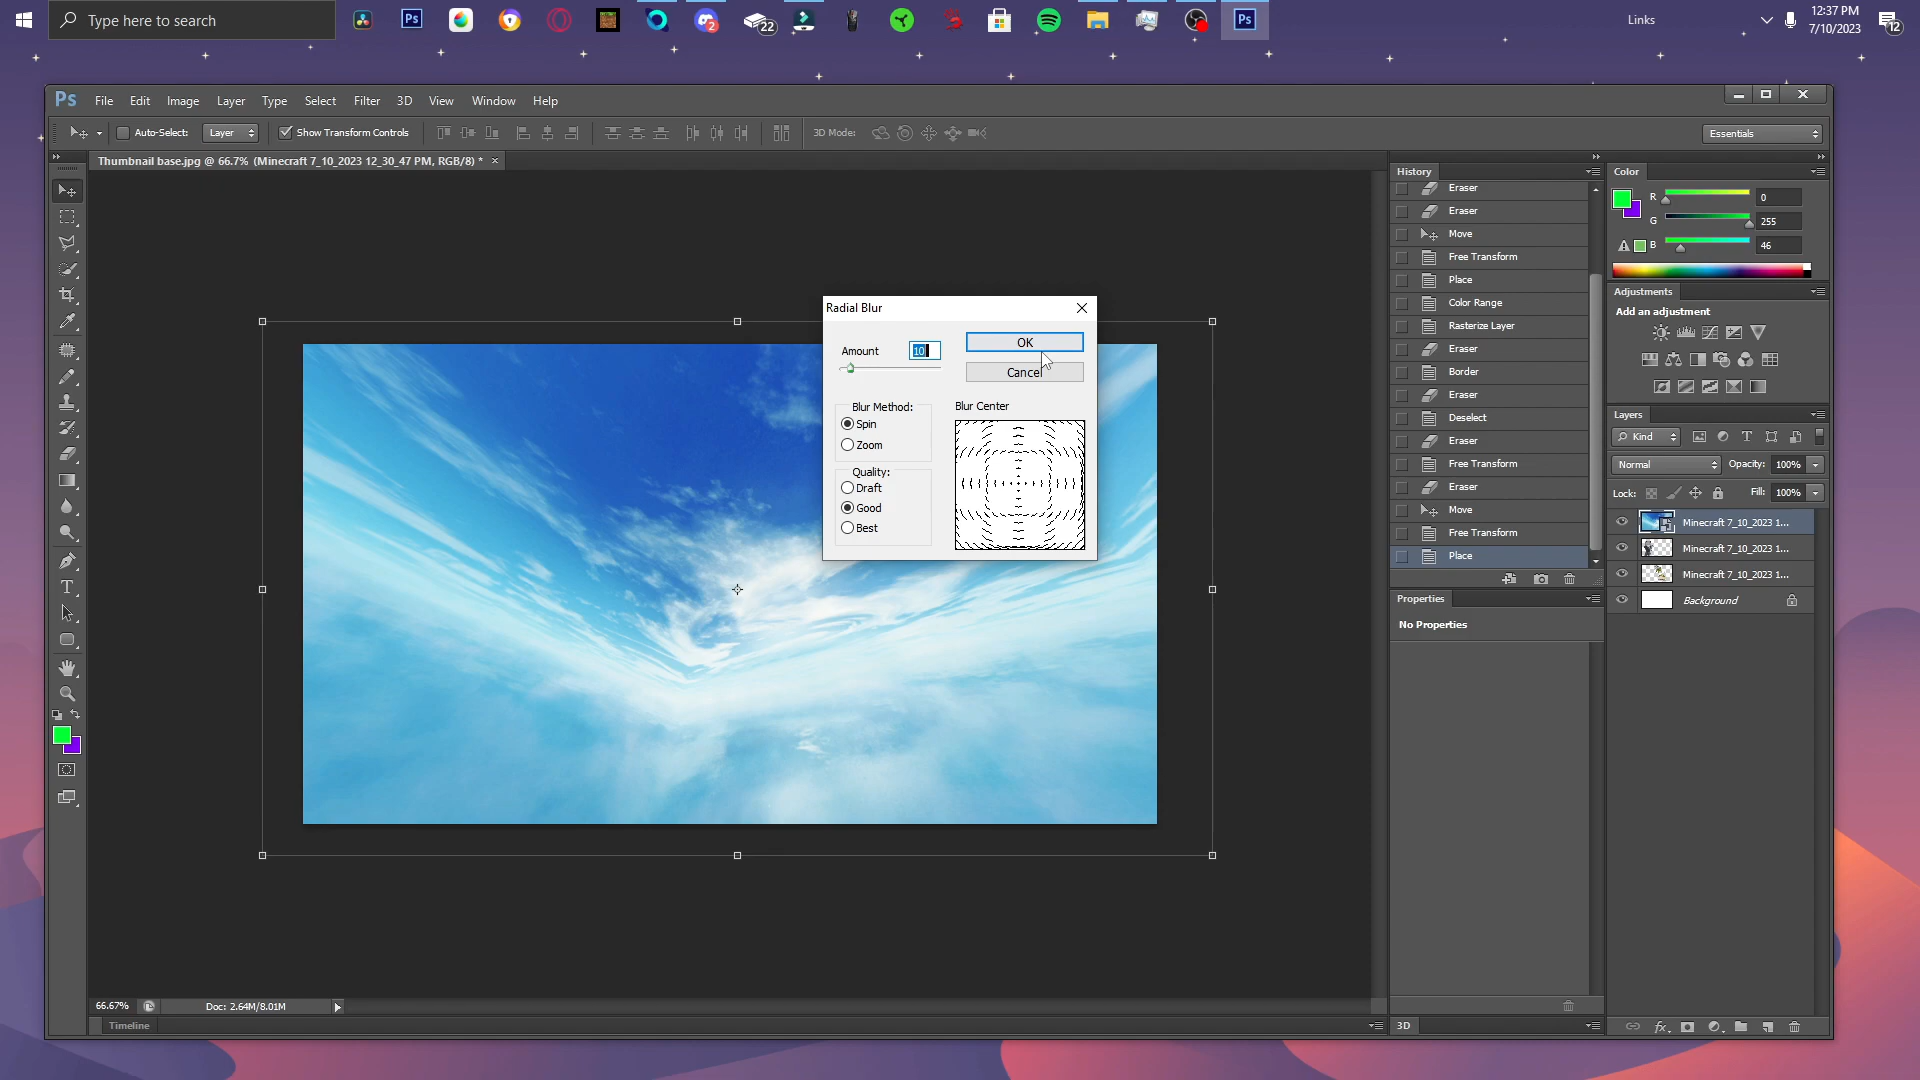 Type here to search
Ps
2
22
Ps
Links
12:37 PM
7/10/2023
12
Ps File Edit Image Layer Type Select Filter 3D View Window Help
Auto-Select: Layer Show Transform Controls 3D Mode: Essentials
Thumbnail base.jpg @ 66.7% (Minecraft 7_10_2023 12_30_47 PM, RGB/8) * ×
History
Eraser
Eraser
Move
Free Transform
Place
Color Range
Rasterize Layer
Eraser
Border
Eraser
Deselect
Eraser
Free Transform
Eraser
Move
Free Transform
Place
Properties
No Properties
3D
Color
R 0
G 255
B 46
Adjustments
Add an adjustment
Layers
Kind
Normal Opacity: 100%
Lock: Fill: 100%
Minecraft 7_10_2023 1...
Minecraft 7_10_2023 1...
Minecraft 7_10_2023 1...
Background
Radial Blur
Amount 10
OK
Cancel
Blur Method:
Spin
Zoom
Quality:
Draft
Good
Best
Blur Center
66.67% Doc: 2.64M/8.01M
Timeline